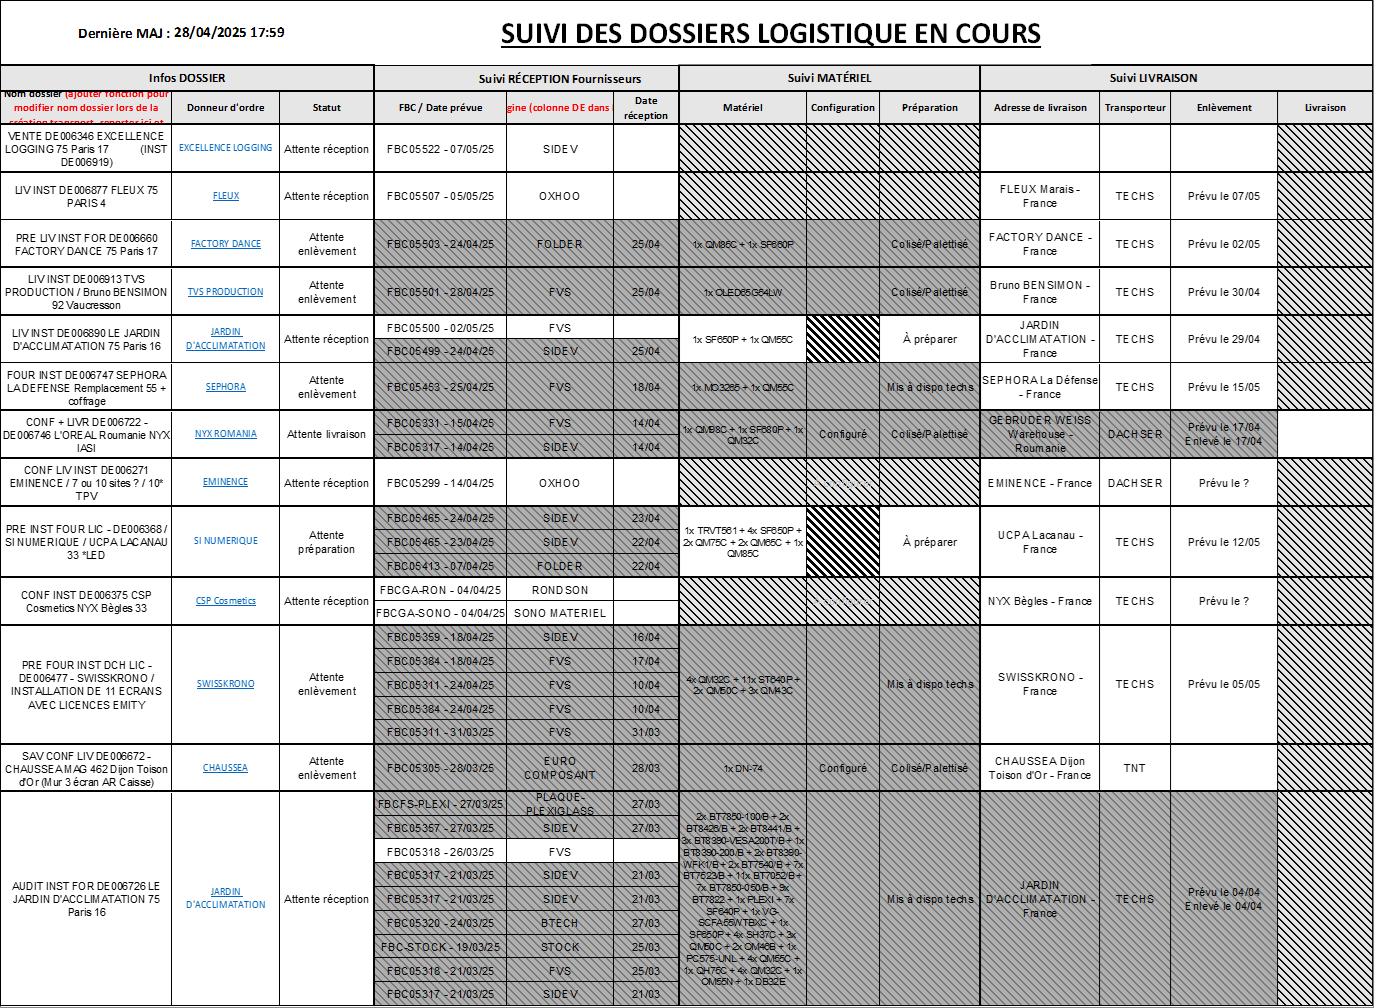 Dernière MAJ : 28/04/2025 17:59
SUIVI DES DOSSIERS LOGISTIQUE EN COURS
Infos DOSSIER
Suivi RÉCEPTION Fournisseurs
Suivi MATÉRIEL
Suivi LIVRAISON
Nom dossier (ajouter fonction pour
modifier nom dossier lors de la
création transport, reporter ici et
Donneur d'ordre
Statut
FBC / Date prévue
gine (colonne DE dans
Date
réception
Matériel
Configuration
Préparation
Adresse de livraison
Transporteur
Enlèvement
Livraison
VENTE DE006346 EXCELLENCE
LOGGING 75 Paris 17 (INST
DE006919)
EXCELLENCE LOGGING
Attente réception
FBC05522 - 07/05/25
SIDEV
LIV INST DE006877 FLEUX 75
PARIS 4
FLEUX
Attente réception
FBC05507 - 05/05/25
OXHOO
FLEUX Marais -
France
TECHS
Prévu le 07/05
PRE LIV INST FOR DE006660
FACTORY DANCE 75 Paris 17
FACTORY DANCE
Attente
enlèvement
FBC05503 - 24/04/25
FOLDER
25/04
1x QM85C + 1x SF660P
Colisé/Palettisé
FACTORY DANCE -
France
TECHS
Prévu le 02/05
LIV INST DE006913 TVS
PRODUCTION / Bruno BENSIMON
92 Vaucresson
TVS PRODUCTION
Attente
enlèvement
FBC05501 - 28/04/25
FVS
25/04
1x OLED65G54LW
Colisé/Palettisé
Bruno BENSIMON -
France
TECHS
Prévu le 30/04
LIV INST DE006890 LE JARDIN
D'ACCLIMATATION 75 Paris 16
JARDIN
D'ACCLIMATATION
Attente réception
FBC05500 - 02/05/25
FVS
FBC05499 - 24/04/25
SIDEV
25/04
1x SF650P + 1x QM55C
À préparer
JARDIN
D'ACCLIMATATION -
France
TECHS
Prévu le 29/04
FOUR INST DE006747 SEPHORA
LA DEFENSE Remplacement 55 +
coffrage
SEPHORA
Attente
enlèvement
FBC05453 - 25/04/25
FVS
18/04
1x MO3265 + 1x QM55C
Mis à dispo techs
SEPHORA La Défense
- France
TECHS
Prévu le 15/05
CONF + LIVR DE006722 -
DE006746 L'OREAL Roumanie NYX
IASI
NYX ROMANIA
Attente livraison
FBC05331 - 15/04/25
FVS
14/04
FBC05317 - 14/04/25
SIDEV
14/04
1x QM98C + 1x SF680P + 1x
QM32C
Configuré
Colisé/Palettisé
GEBRUDER WEISS
Warehouse -
Roumanie
DACHSER
Prévu le 17/04
Enlevé le 17/04
CONF LIV INST DE006271
EMINENCE / 7 ou 10 sites ? / 10*
TPV
EMINENCE
Attente réception
FBC05299 - 14/04/25
OXHOO
EMINENCE - France
DACHSER
Prévu le ?
PRE INST FOUR LIC - DE006368 /
SI NUMERIQUE / UCPA LACANAU
33 *LED
SI NUMERIQUE
Attente
préparation
FBC05465 - 24/04/25
SIDEV
23/04
FBC05465 - 23/04/25
SIDEV
22/04
FBC05413 - 07/04/25
FOLDER
22/04
1x TRVT561 + 4x SF650P +
2x QM75C + 2x QM65C + 1x
QM85C
À préparer
UCPA Lacanau -
France
TECHS
Prévu le 12/05
CONF INST DE006375 CSP
Cosmetics NYX Bègles 33
CSP Cosmetics
Attente réception
FBCGA-RON - 04/04/25
RONDSON
FBCGA-SONO - 04/04/25
SONO MATERIEL
NYX Bègles - France
TECHS
Prévu le ?
PRE FOUR INST DCH LIC -
DE006477 - SWISSKRONO /
INSTALLATION DE 11 ECRANS
AVEC LICENCES EMITY
SWISSKRONO
Attente
enlèvement
FBC05359 - 18/04/25
SIDEV
16/04
FBC05384 - 18/04/25
FVS
17/04
FBC05311 - 24/04/25
FVS
10/04
FBC05384 - 24/04/25
FVS
10/04
FBC05311 - 31/03/25
FVS
31/03
4x QM32C + 11x ST640P +
2x QM50C + 3x QM43C
Mis à dispo techs
SWISSKRONO -
France
TECHS
Prévu le 05/05
SAV CONF LIV DE006672 -
CHAUSSEA MAG 462 Dijon Toison
d'Or (Mur 3 écran AR Caisse)
CHAUSSEA
Attente
enlèvement
FBC05305 - 28/03/25
EURO
COMPOSANT
28/03
1x DN-74
Configuré
Colisé/Palettisé
CHAUSSEA Dijon
Toison d'Or - France
TNT
AUDIT INST FOR DE006726 LE
JARDIN D'ACCLIMATATION 75
Paris 16
JARDIN
D'ACCLIMATATION
Attente réception
FBCFS-PLEXI - 27/03/25
PLAQUE-
PLEXIGLASS
27/03
FBC05357 - 27/03/25
SIDEV
27/03
FBC05318 - 26/03/25
FVS
FBC05317 - 21/03/25
SIDEV
21/03
FBC05317 - 21/03/25
SIDEV
21/03
FBC05320 - 24/03/25
BTECH
27/03
FBC-STOCK - 19/03/25
STOCK
25/03
FBC05318 - 21/03/25
FVS
25/03
FBC05317 - 21/03/25
SIDEV
21/03
2x BT7850-100/B + 2x
BT8426/B + 2x BT8441/B +
3x BT8390-VESA200T/B + 1x
BT8390-200/B + 2x BT8390-
WFK1/B + 2x BT7540/B + 7x
BT7523/B + 11x BT7052/B +
7x BT7850-050/B + 9x
BT7822 + 1x PLEXI + 7x
SF640P + 1x VG-
SCFA55WTBXC + 1x
SF650P + 4x SH37C + 3x
QM50C + 2x OM46B + 1x
PC575-UNL + 4x QM55C +
1x QH75C + 4x QM32C + 1x
OM55N + 1x DB32E
Mis à dispo techs
JARDIN
D'ACCLIMATATION -
France
TECHS
Prévu le 04/04
Enlevé le 04/04